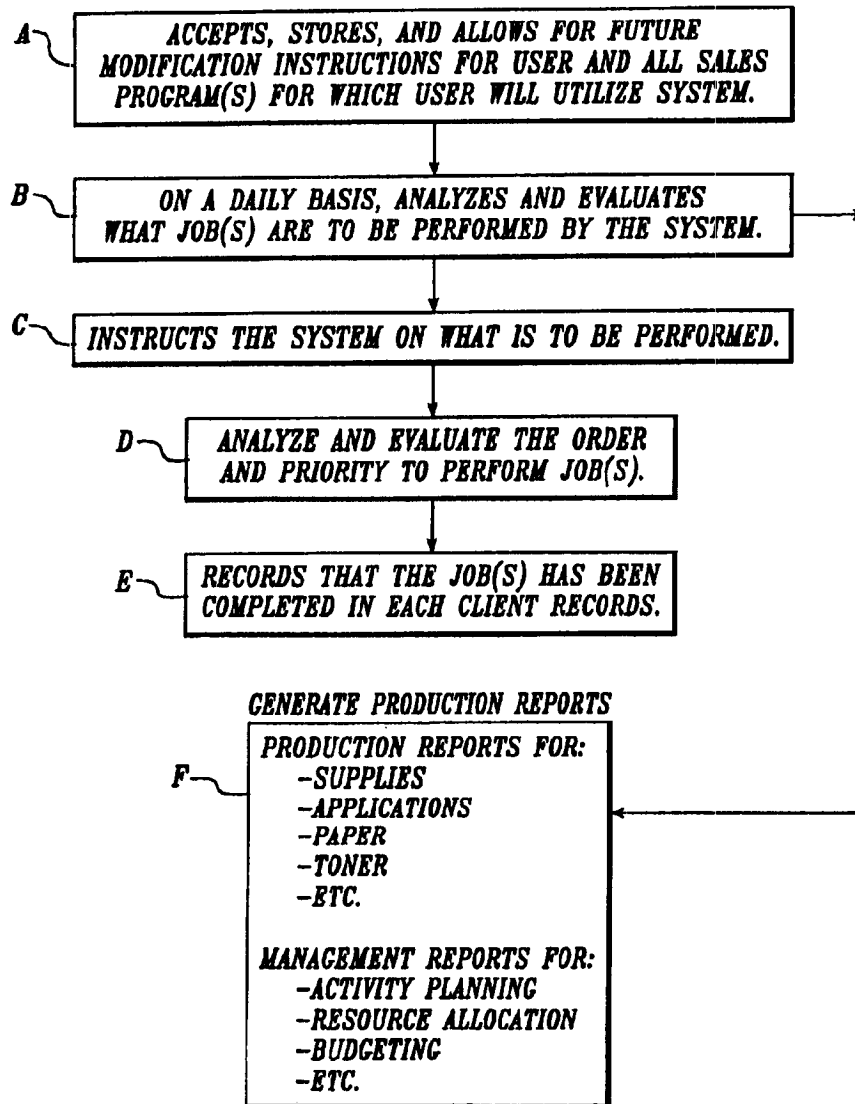 A
ACCEPTS, STORES, AND ALLOWS FOR FUTURE
MODIFICATION INSTRUCTIONS FOR USER AND ALL SALES
PROGRAM(S) FOR WHICH USER WILL UTILIZE SYSTEM.
B
ON A DAILY BASIS, ANALYZES AND EVALUATES
WHAT JOB(S) ARE TO BE PERFORMED BY THE SYSTEM.
C
INSTRUCTS THE SYSTEM ON WHAT IS TO BE PERFORMED.
D
ANALYZE AND EVALUATE THE ORDER
AND PRIORITY TO PERFORM JOB(S).
E
RECORDS THAT THE JOB(S) HAS BEEN
COMPLETED IN EACH CLIENT RECORDS.
GENERATE PRODUCTION REPORTS
F
PRODUCTION REPORTS FOR:
-SUPPLIES
-APPLICATIONS
-PAPER
-TONER
-ETC.
MANAGEMENT REPORTS FOR:
-ACTIVITY PLANNING
-RESOURCE ALLOCATION
-BUDGETING
-ETC.